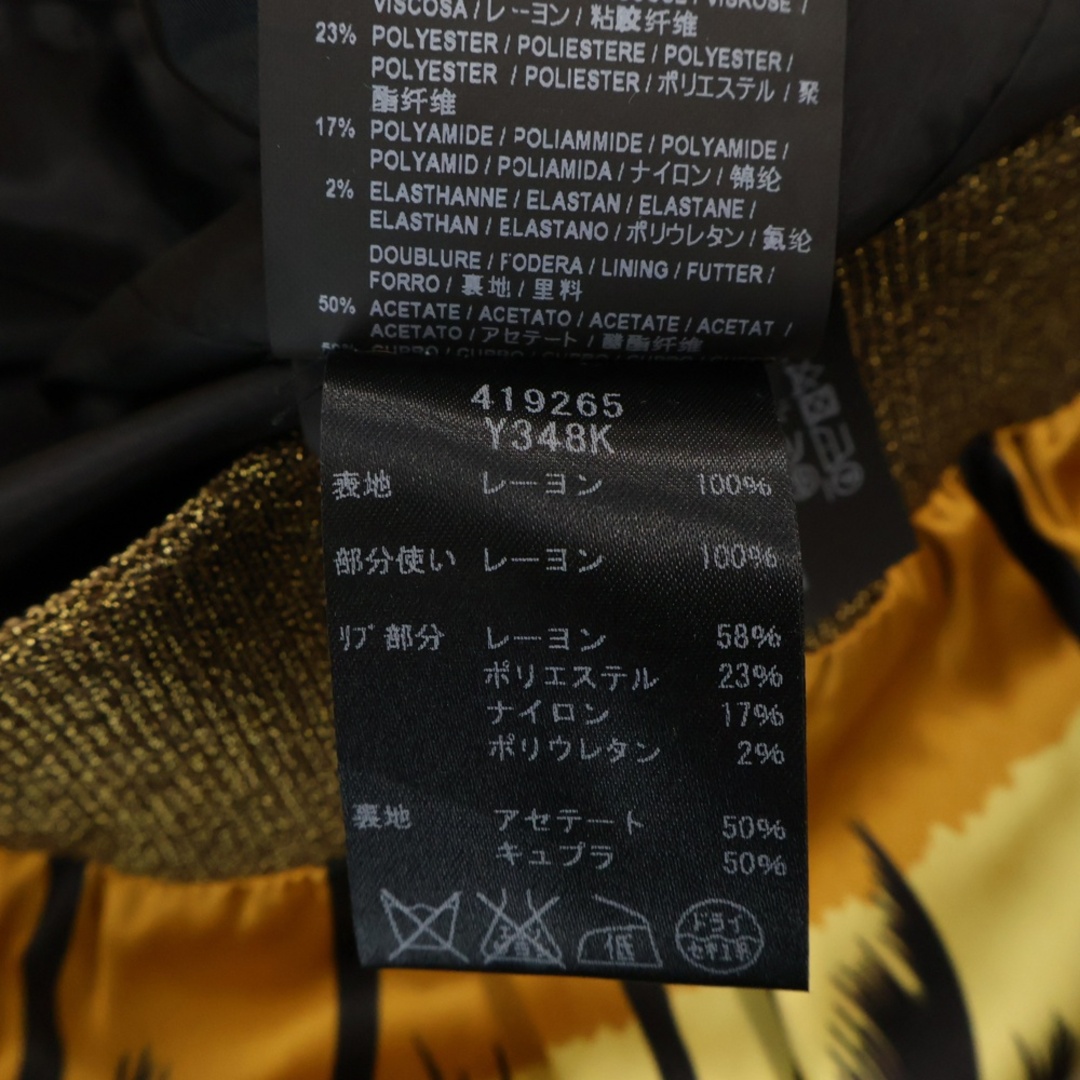 VISCOSA / レーヨン / 粘胶纤维
23% POLYESTER / POLIESTERE / POLYESTER /
POLYESTER / POLIESTER / ポリエステル / 聚
酯纤维
17% POLYAMIDE / POLIAMMIDE / POLYAMIDE /
POLYAMID / POLIAMIDA / ナイロン / 锦纶
2% ELASTHANNE / ELASTAN / ELASTANE /
ELASTHAN / ELASTANO / ポリウレタン / 氨纶
DOUBLURE / FODERA / LINING / FUTTER /
FORRO / 裏地 / 里料
50% ACETATE / ACETATO / ACETATE / ACETAT /
ACETATO / アセテート / 醋酯纤维
419265
Y348K
表地 レーヨン 100%
部分使い レーヨン 100%
リブ部分 レーヨン 58%
ポリエステル 23%
ナイロン 17%
ポリウレタン 2%
裏地 アセテート 50%
キュプラ 50%
低
ドライ
セキユ系